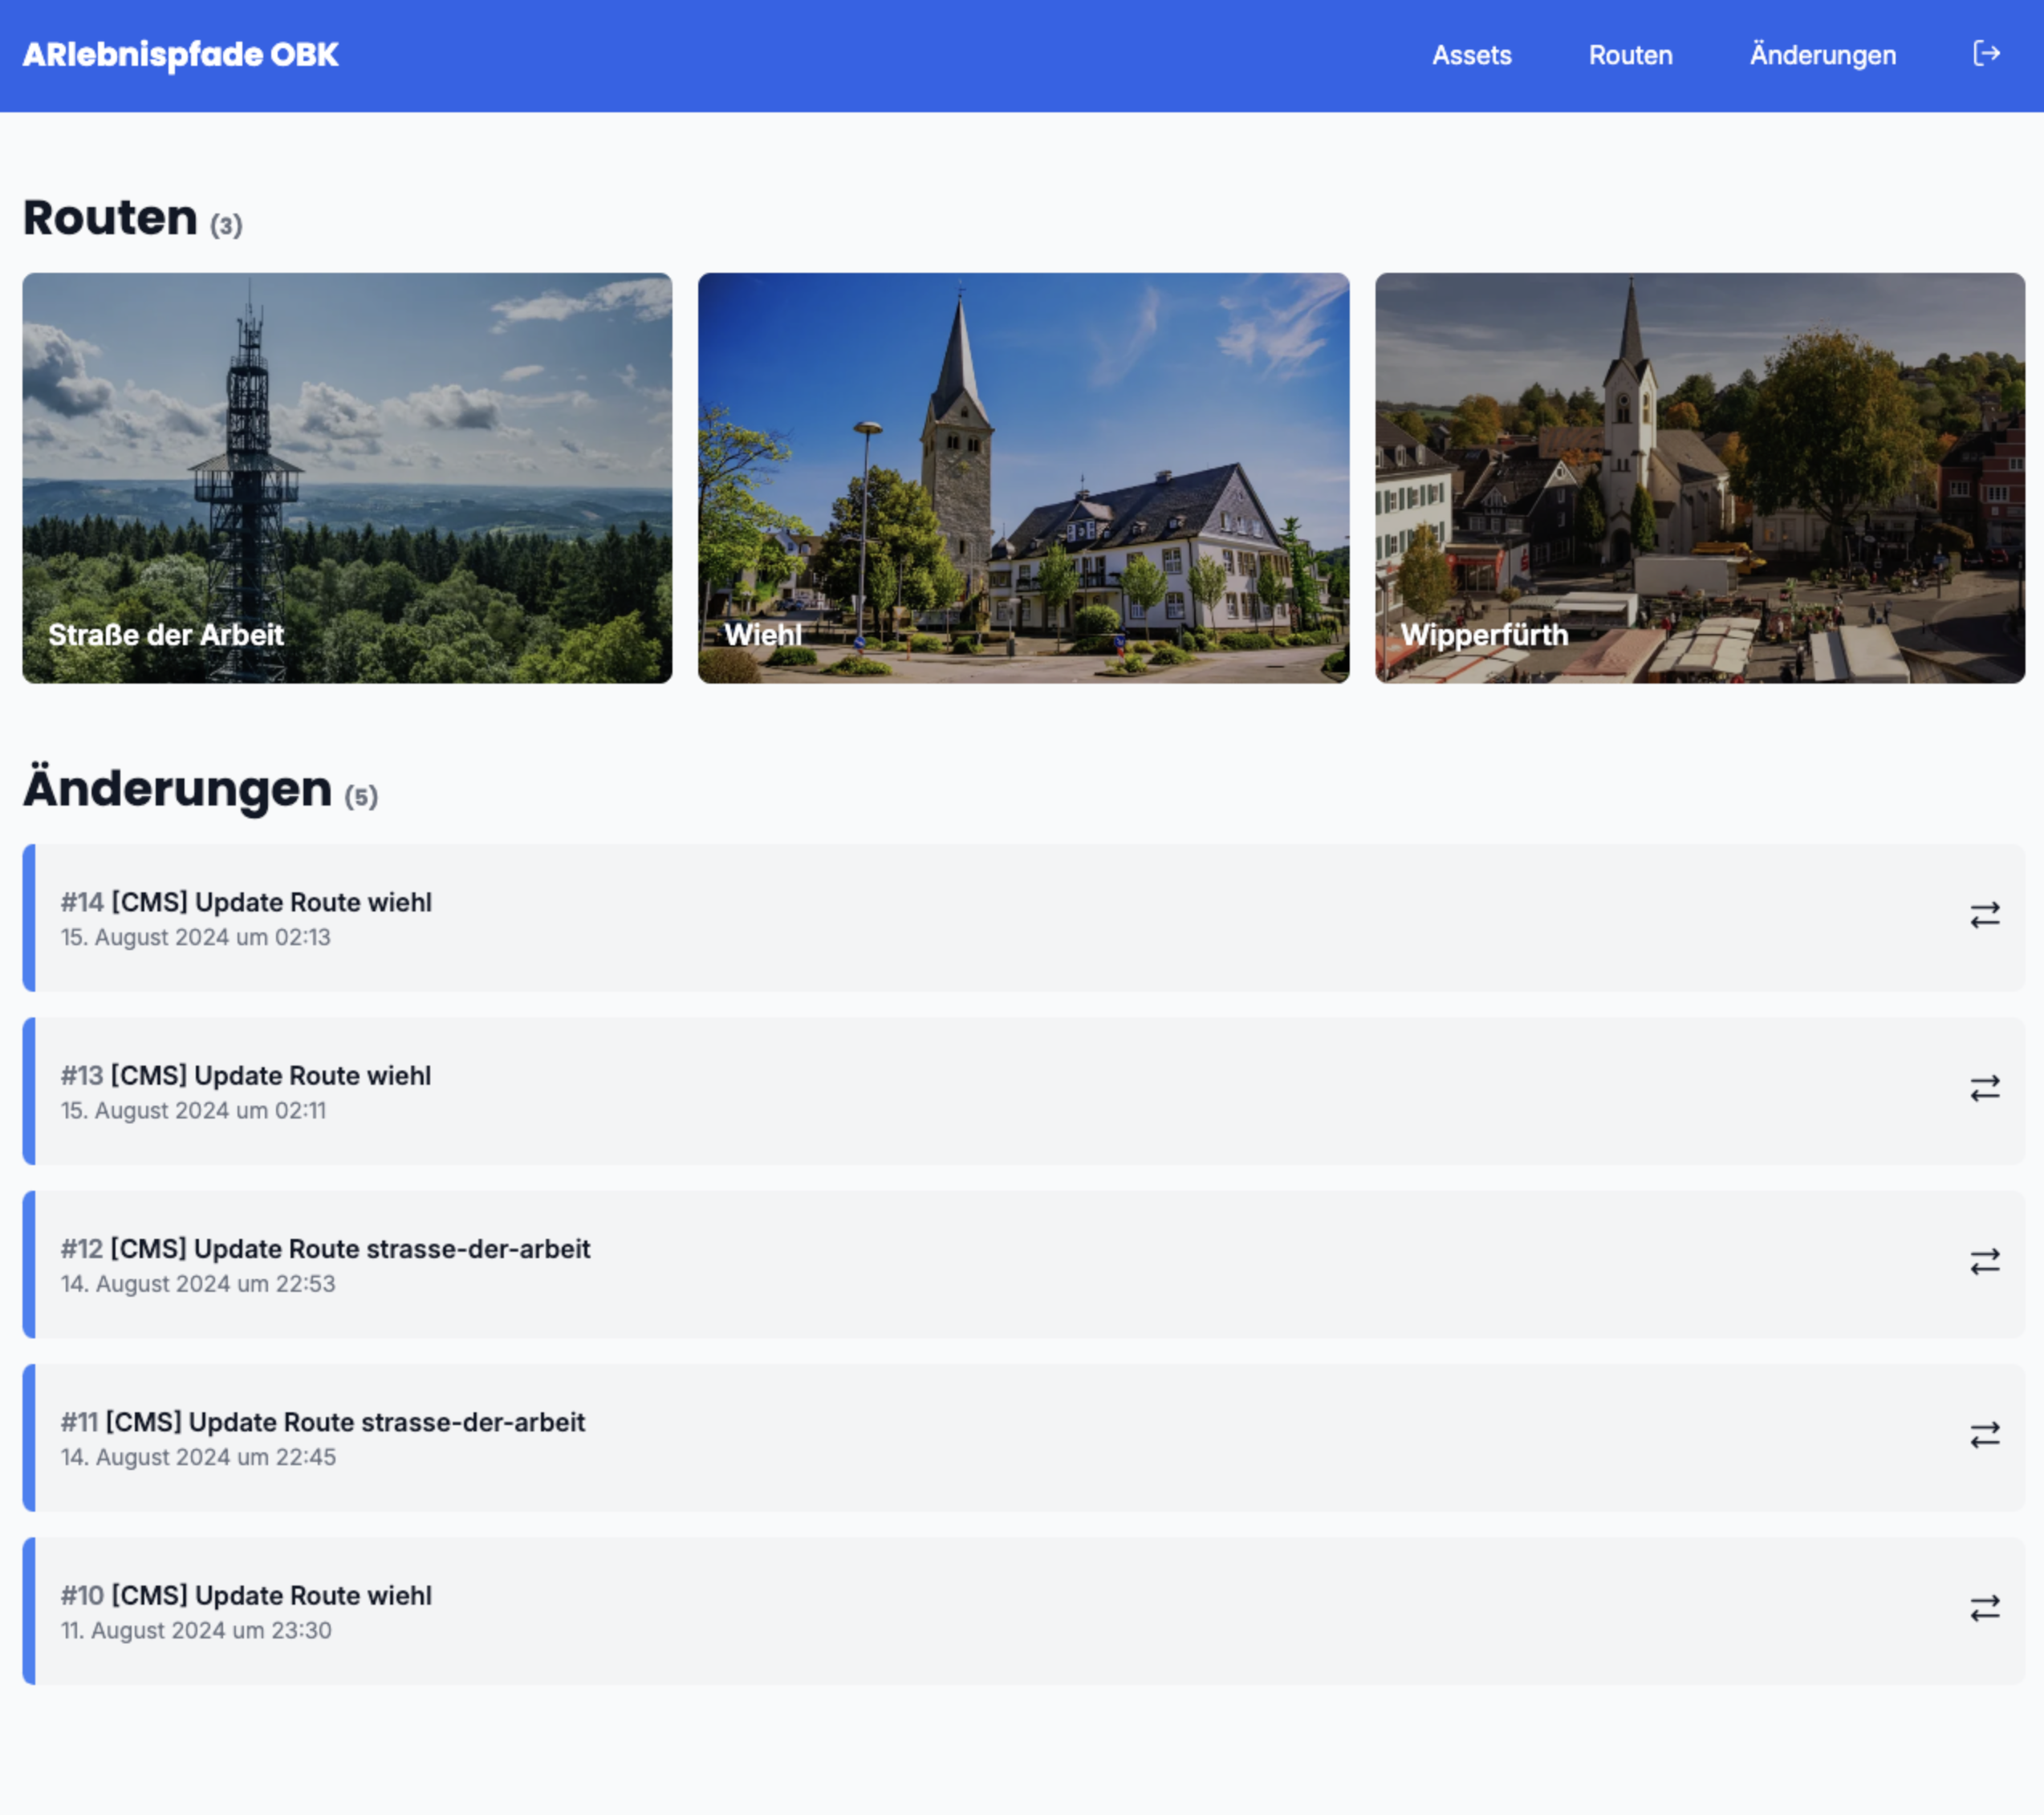 ARlebnispfade OBK
Assets
Routen
Änderungen
Routen (3)
Straße der Arbeit
Wiehl
Wipperfürth
Änderungen (5)
#14 [CMS] Update Route wiehl
15. August 2024 um 02:13
#13 [CMS] Update Route wiehl
15. August 2024 um 02:11
#12 [CMS] Update Route strasse-der-arbeit
14. August 2024 um 22:53
#11 [CMS] Update Route strasse-der-arbeit
14. August 2024 um 22:45
#10 [CMS] Update Route wiehl
11. August 2024 um 23:30